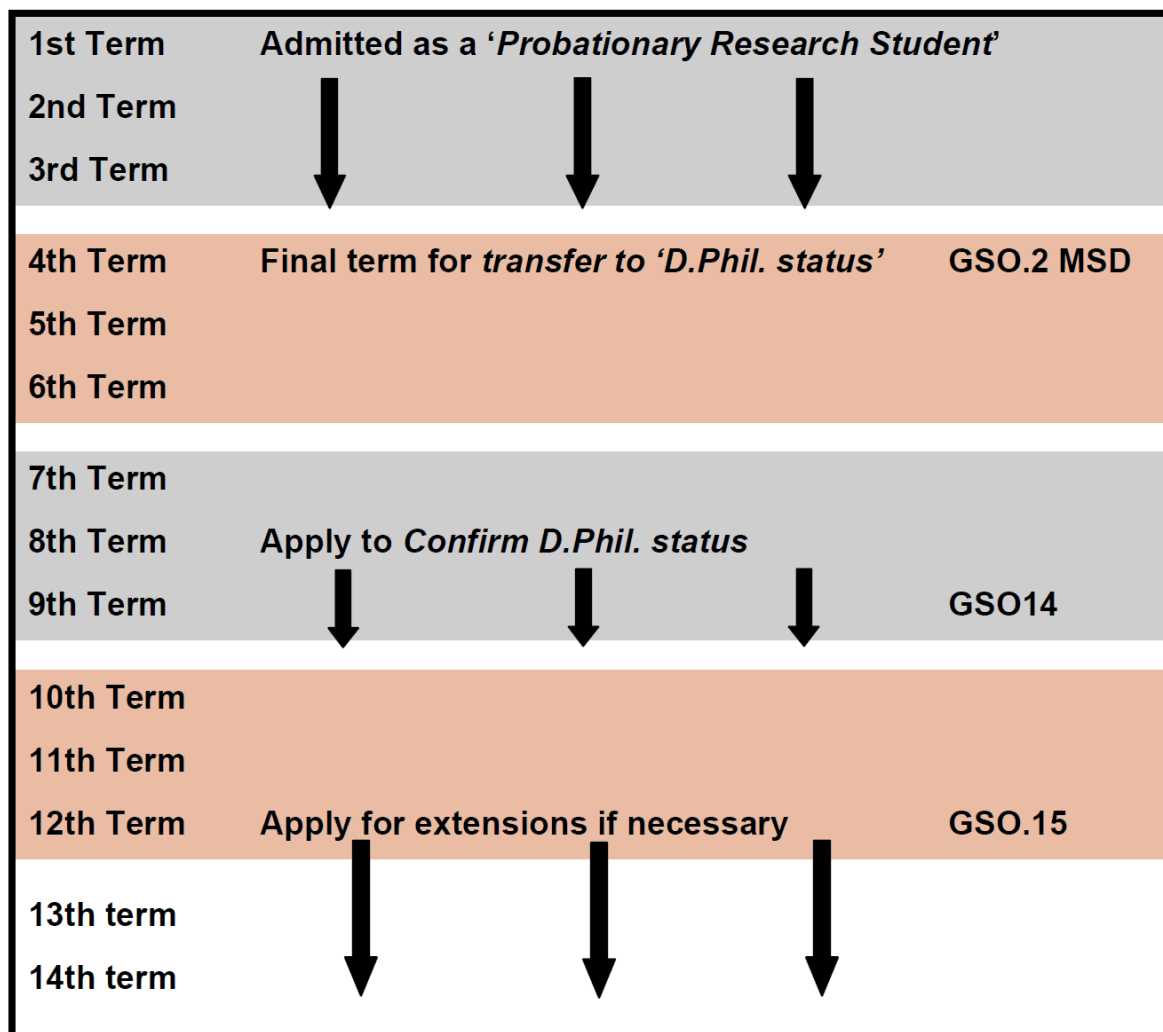 1st Term Admitted as a ‘Probationary Research Student’
2nd Term
3rd Term
4th Term Final term for transfer to ‘D.Phil. status’ GSO.2 MSD
5th Term
6th Term
7th Term
8th Term Apply to Confirm D.Phil. status
9th Term GSO14
10th Term
11th Term
12th Term Apply for extensions if necessary GSO.15
13th term
14th term